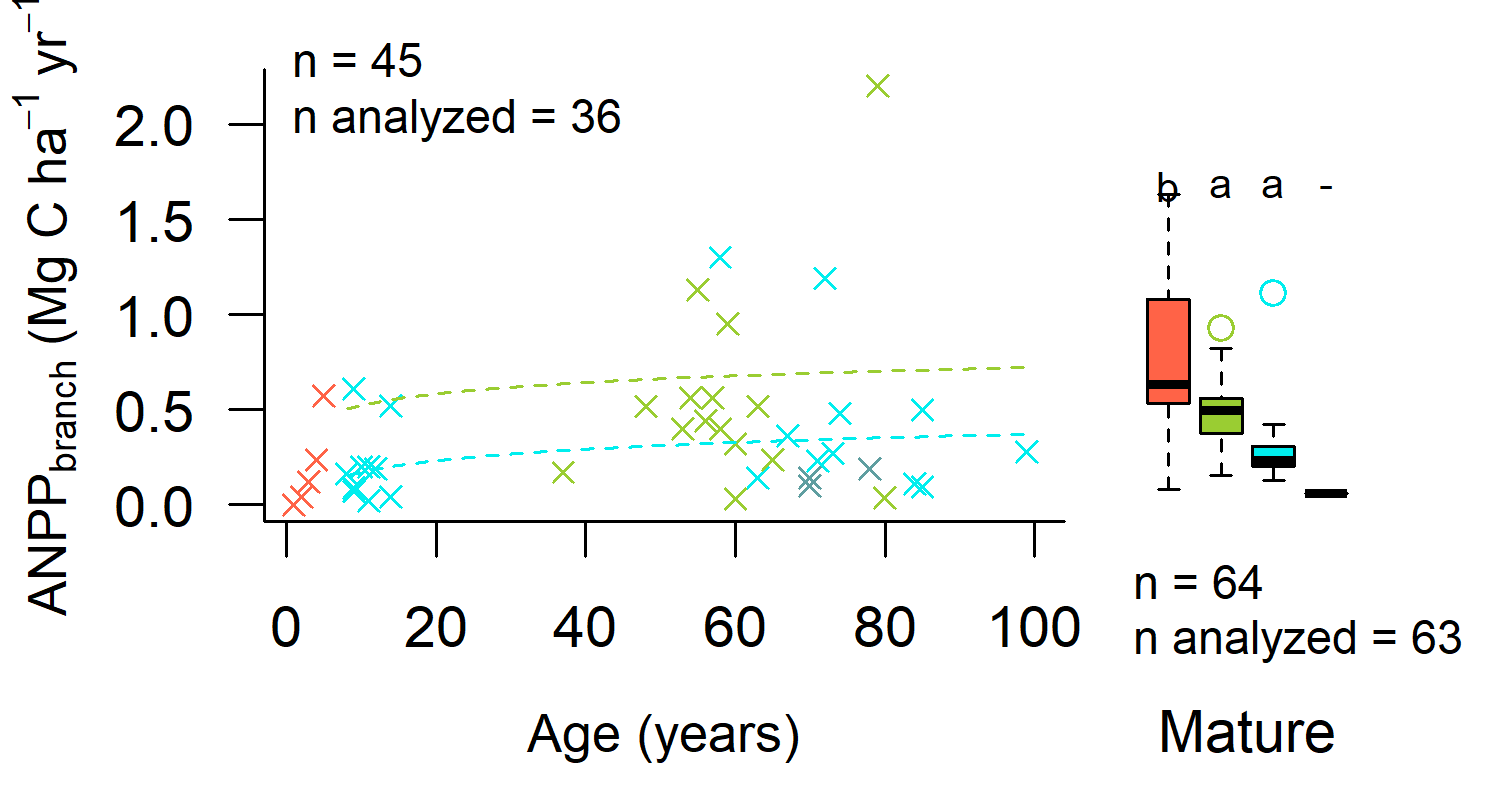 ANPPbranch (Mg C ha−1 yr−1
n = 45
n analyzed = 36
2.0
1.5
1.0
0.5
0.0
0 20 40 60 80 100
Age (years)
b a a -
n = 64
n analyzed = 63
Mature